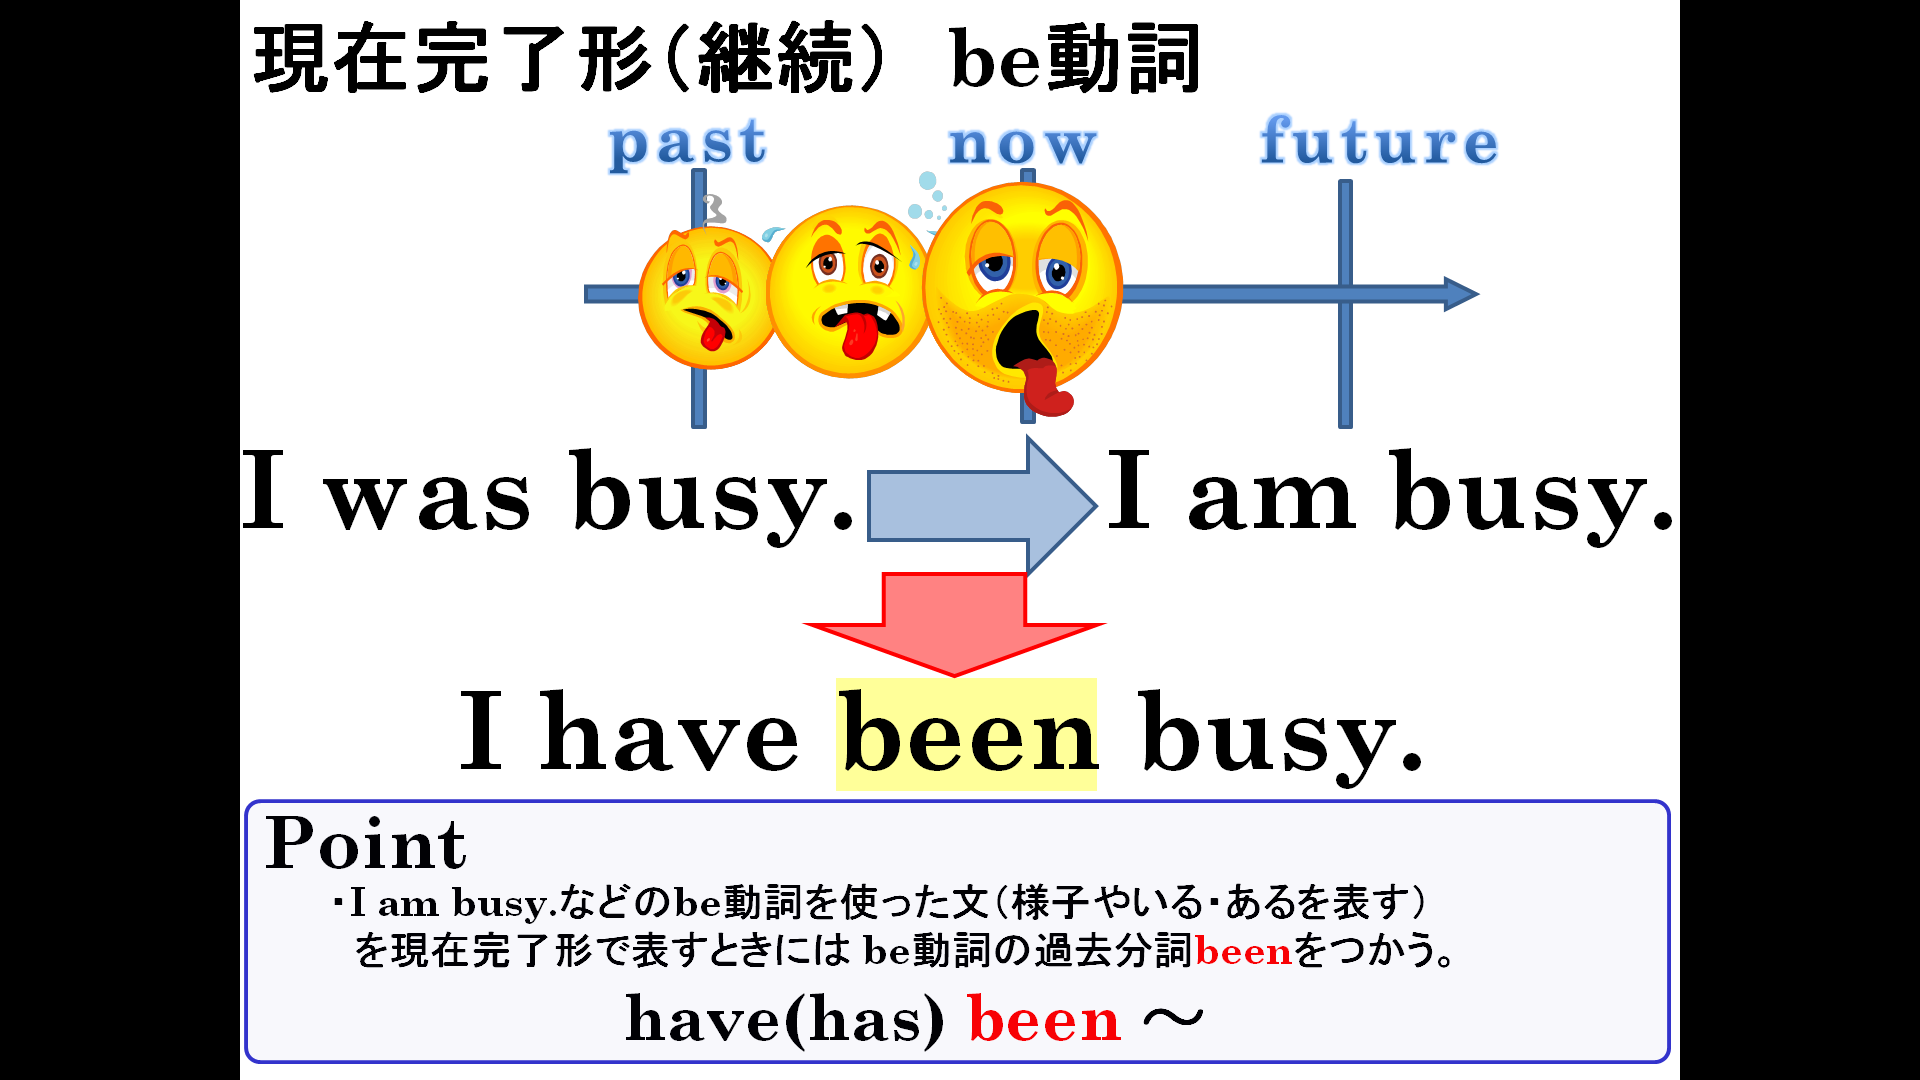 現在完了形（継続）　be動詞
past now future
I was busy. I am busy.
I have been busy.
Point
・I am busy.などのbe動詞を使った文（様子やいる・あるを表す）
を現在完了形で表すときには be動詞の過去分詞beenをつかう。
have(has) been ～